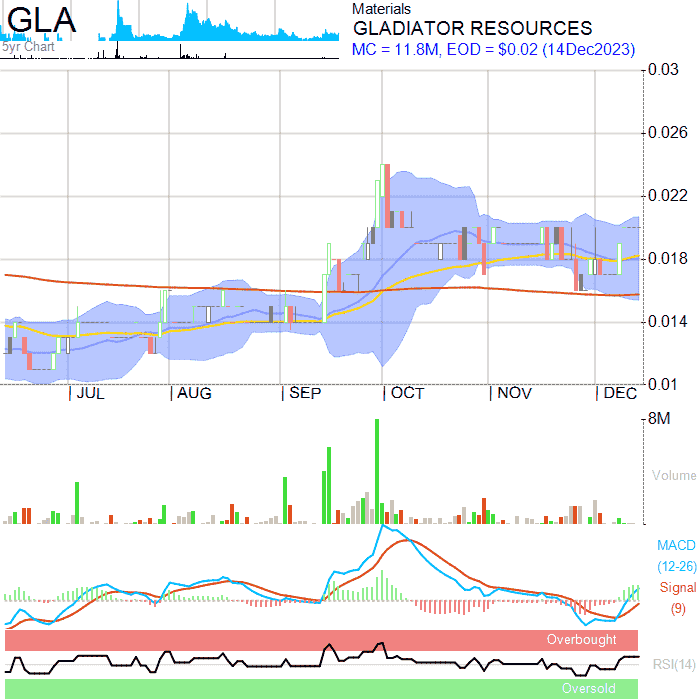 GLA
5yr Chart
Materials
GLADIATOR RESOURCES
MC = 11.8M, EOD = $0.02 (14Dec2023)
0.03
0.026
0.022
0.018
0.014
0.01
JUL AUG SEP OCT NOV DEC
8M
Volume
MACD
(12-26)
Signal
(9)
Overbought
RSI(14)
Oversold